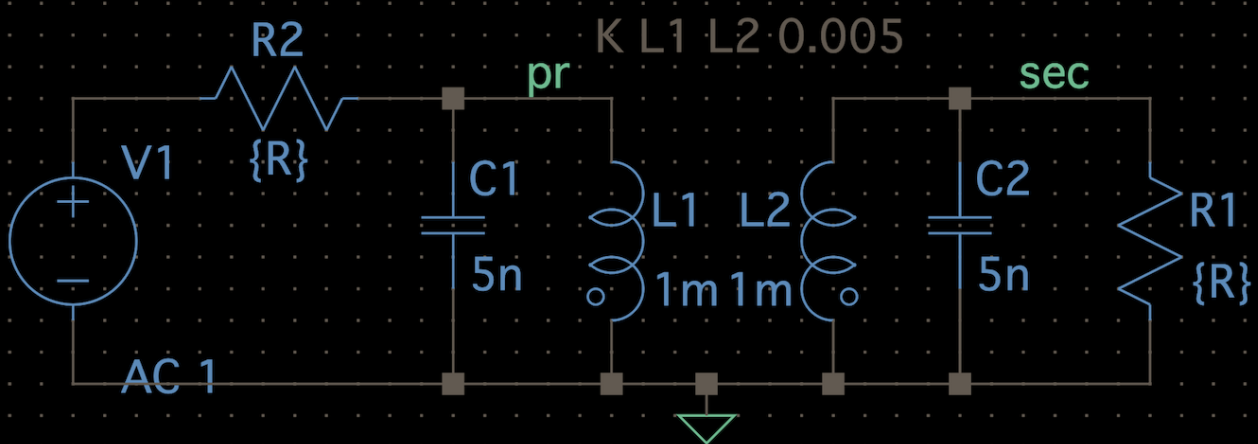 R2
K L1 L2 0.005
pr
sec
V1
{R}
C1
C2
L1
L2
R1
5n
1m
1m
5n
{R}
AC 1